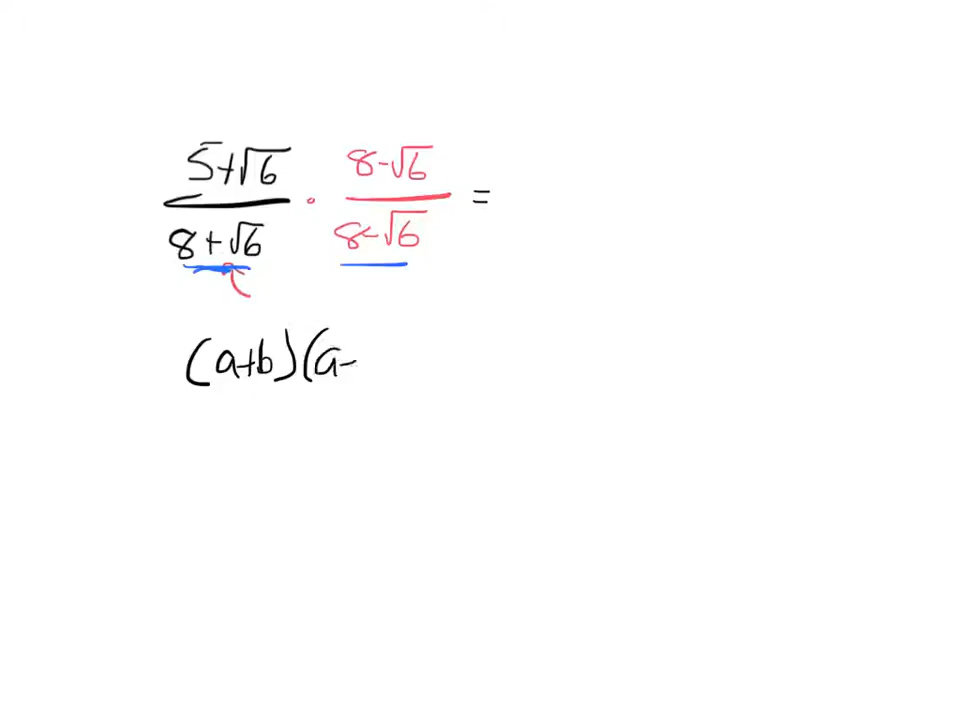 5+√6 / 8+√6 · 8-√6 / 8-√6 =
(a+b)(a-